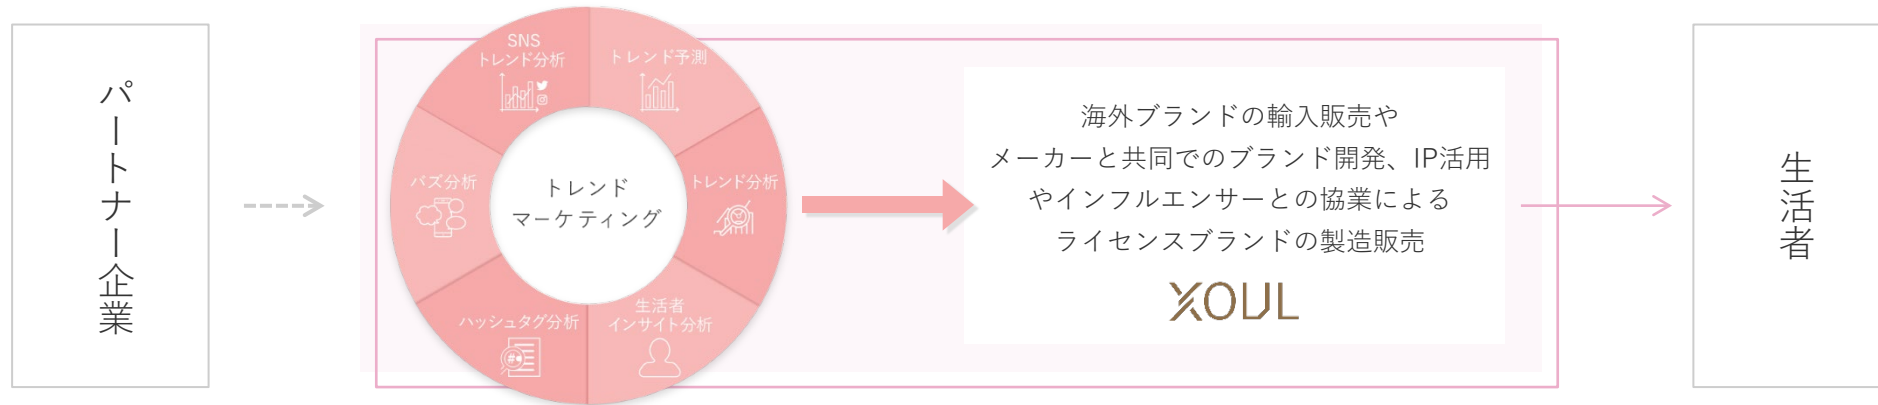 パートナー企業
SNS
トレンド分析
トレンド予測
バズ分析
トレンド分析
トレンド
マーケティング
ハッシュタグ分析
#
生活者
インサイト分析
海外ブランドの輸入販売や
メーカーと共同でのブランド開発、IP活用
やインフルエンサーとの協業による
ライセンスブランドの製造販売
XOUL
生活者